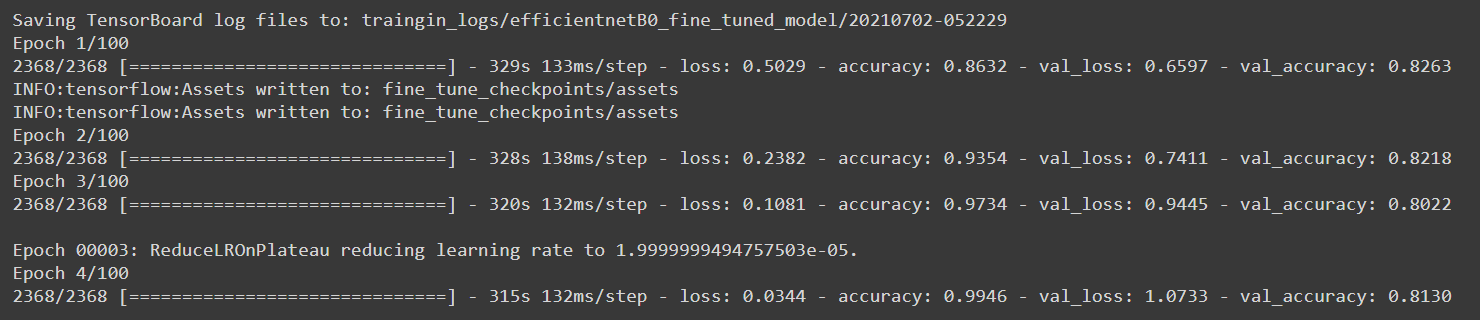 Saving TensorBoard log files to: traingin_logs/efficientnetB0_fine_tuned_model/20210702-052229
Epoch 1/100
2368/2368 [==============================] - 329s 133ms/step - loss: 0.5029 - accuracy: 0.8632 - val_loss: 0.6597 - val_accuracy: 0.8263
INFO:tensorflow:Assets written to: fine_tune_checkpoints/assets
INFO:tensorflow:Assets written to: fine_tune_checkpoints/assets
Epoch 2/100
2368/2368 [==============================] - 328s 138ms/step - loss: 0.2382 - accuracy: 0.9354 - val_loss: 0.7411 - val_accuracy: 0.8218
Epoch 3/100
2368/2368 [==============================] - 320s 132ms/step - loss: 0.1081 - accuracy: 0.9734 - val_loss: 0.9445 - val_accuracy: 0.8022
Epoch 00003: ReduceLROnPlateau reducing learning rate to 1.9999999494757503e-05.
Epoch 4/100
2368/2368 [==============================] - 315s 132ms/step - loss: 0.0344 - accuracy: 0.9946 - val_loss: 1.0733 - val_accuracy: 0.8130